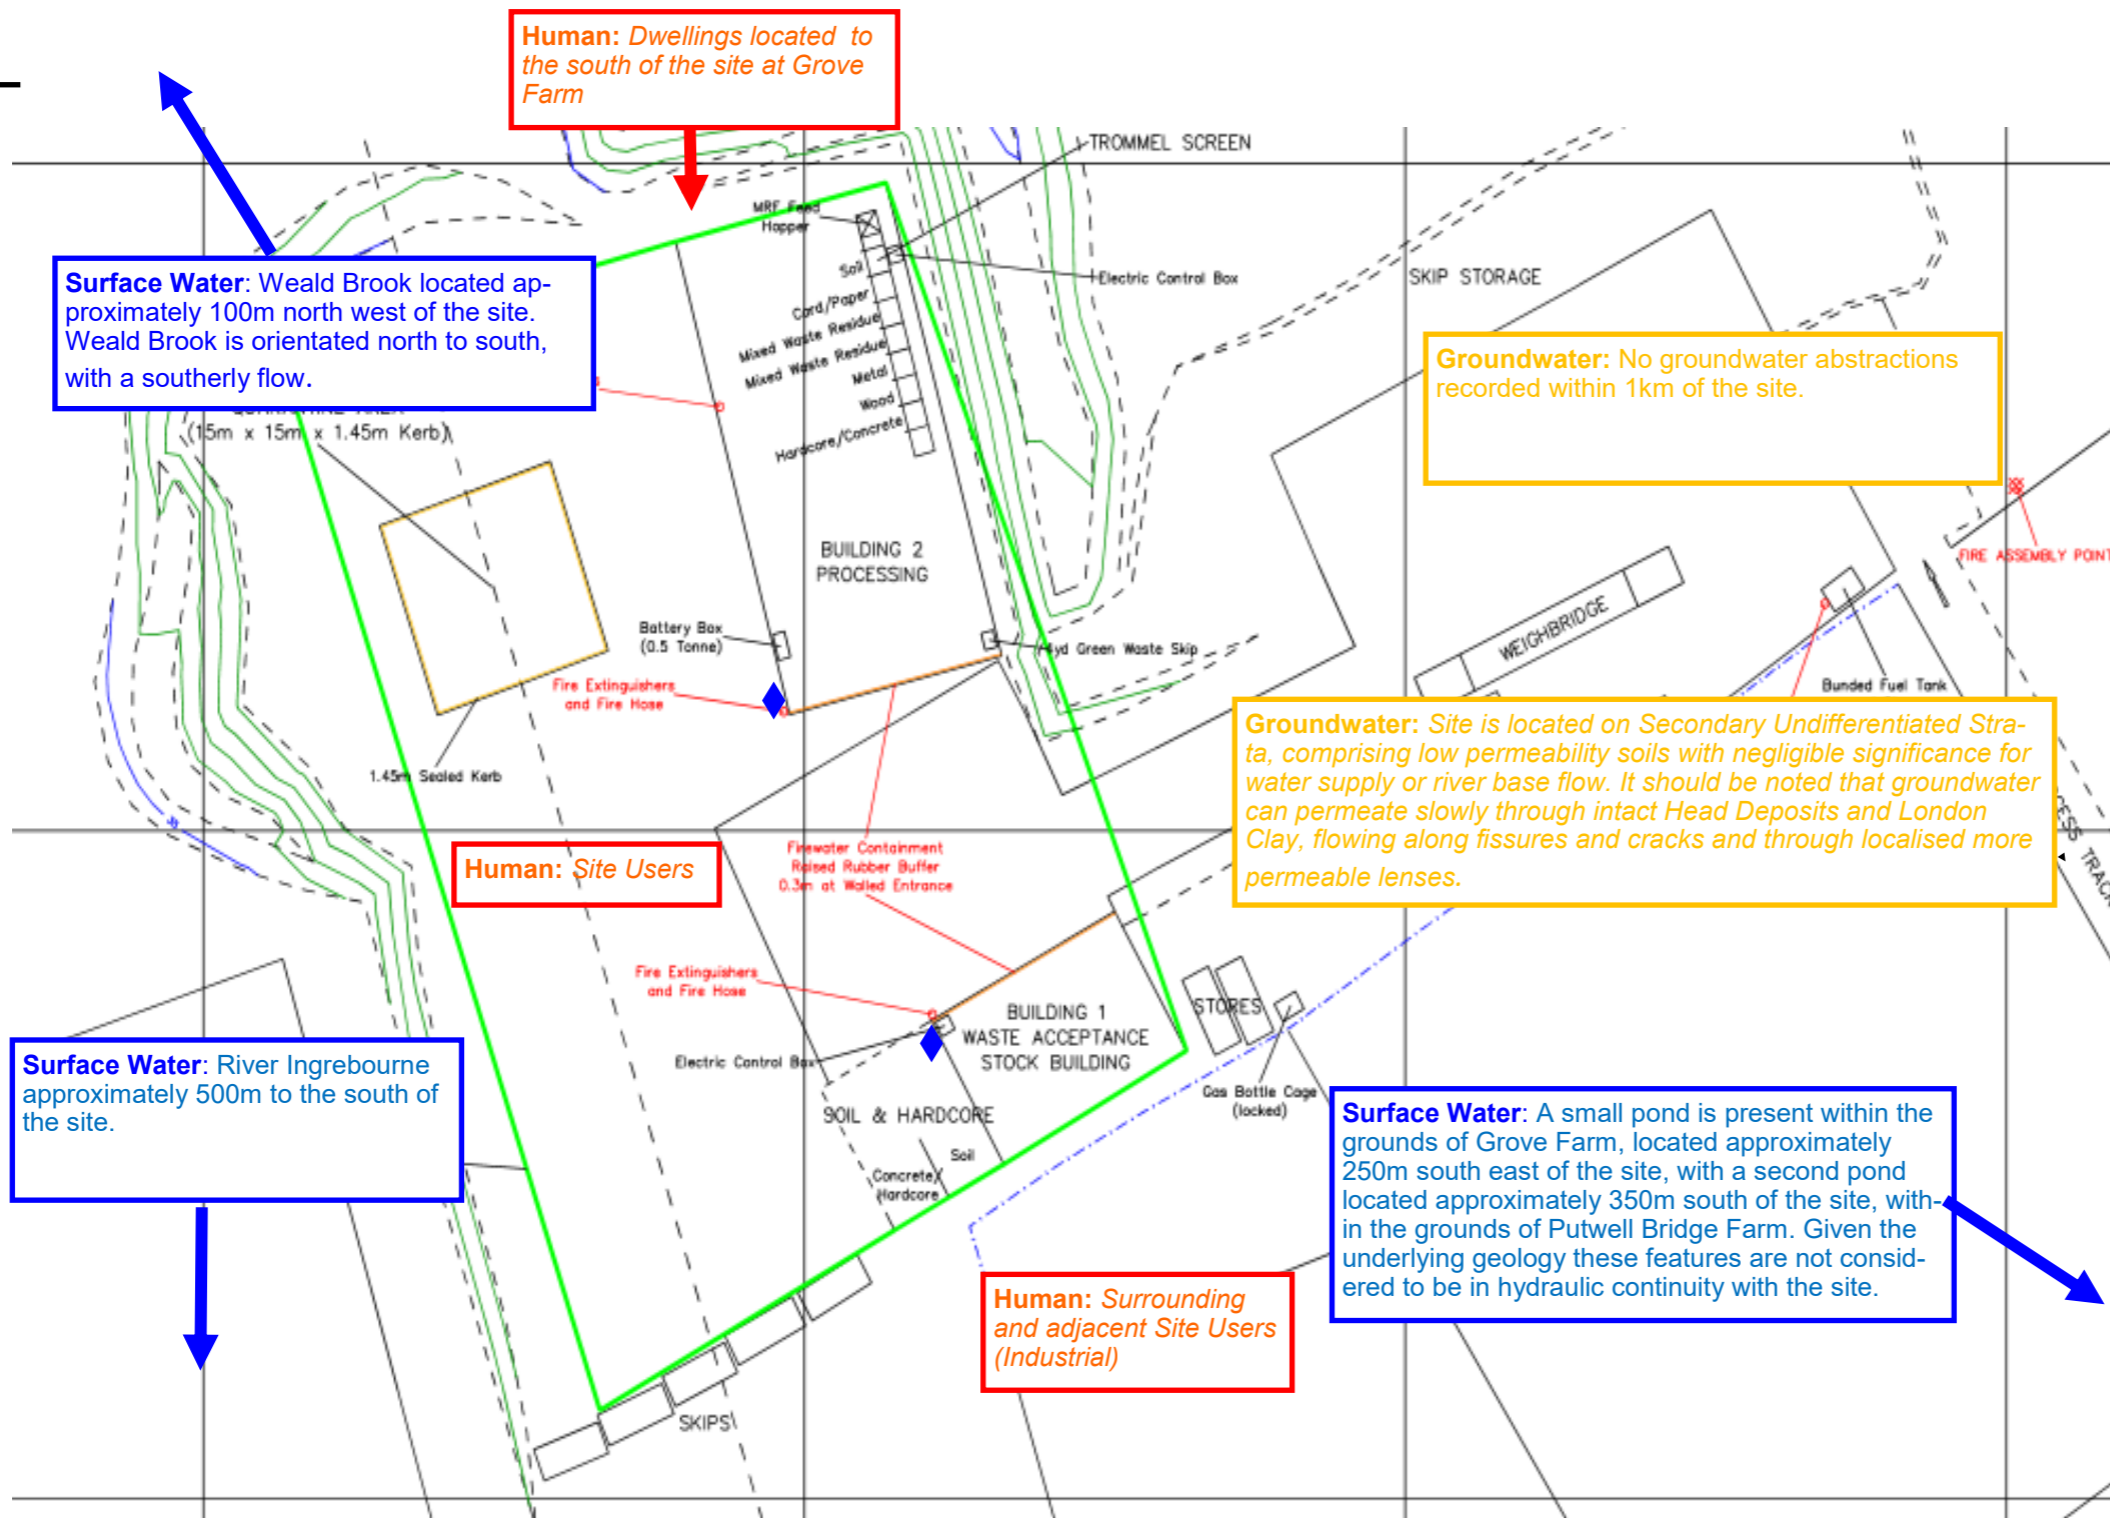 Human: Dwellings located to
the south of the site at Grove
Farm
TROMMEL SCREEN
MRF Feed
Hopper
Soil
Electric Control Box
SKIP STORAGE
Card/Paper
Mixed Waste Residue
Mixed Waste Residue
Metal
Wood
Hardcore/Concrete
Surface Water: Weald Brook located ap-
proximately 100m north west of the site.
Weald Brook is orientated north to south,
with a southerly flow.
QUARANTINE AREA
(15m x 15m x 1.45m Kerb)
Groundwater: No groundwater abstractions
recorded within 1km of the site.
FIRE ASSEMBLY POINT
BUILDING 2
PROCESSING
Battery Box
(0.5 Tonne)
yd Green Waste Skip
WEIGHBRIDGE
Bunded Fuel Tank
Fire Extinguishers
and Fire Hose
1.45m Sealed Kerb
Groundwater: Site is located on Secondary Undifferentiated Stra-
ta, comprising low permeability soils with negligible significance for
water supply or river base flow. It should be noted that groundwater
can permeate slowly through intact Head Deposits and London
Clay, flowing along fissures and cracks and through localised more
permeable lenses.
CESS TRACK
Human: Site Users
Firewater Containment
Raised Rubber Buffer
0.3m at Walled Entrance
Fire Extinguishers
and Fire Hose
BUILDING 1
WASTE ACCEPTANCE
STOCK BUILDING
STORES
Electric Control Box
Gas Bottle Cage
(locked)
SOIL & HARDCORE
Soil
Concrete/
Hardcore
Surface Water: River Ingrebourne
approximately 500m to the south of
the site.
Surface Water: A small pond is present within the
grounds of Grove Farm, located approximately
250m south east of the site, with a second pond
located approximately 350m south of the site, with-
in the grounds of Putwell Bridge Farm. Given the
underlying geology these features are not consid-
ered to be in hydraulic continuity with the site.
Human: Surrounding
and adjacent Site Users
(Industrial)
SKIPS